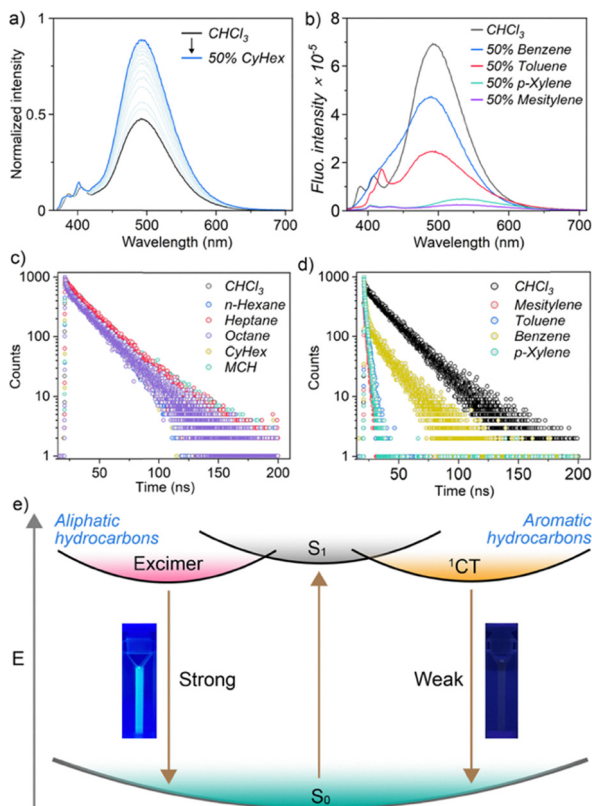 a)
Normalized intensity
1
0.5
0
CHCl₃
50% CyHex
400 500 600 700
Wavelength (nm)
b)
Fluo. intensity × 10⁻⁵
8
6
4
2
0
CHCl₃
50% Benzene
50% Toluene
50% p-Xylene
50% Mesitylene
400 500 600 700
Wavelength (nm)
c)
Counts
1000
100
10
1
CHCl₃
n-Hexane
Heptane
Octane
CyHex
MCH
50 100 150 200
Time (ns)
d)
Counts
1000
100
10
1
CHCl₃
Mesitylene
Toluene
Benzene
p-Xylene
50 100 150 200
Time (ns)
e)
E
Aliphatic
hydrocarbons
Aromatic
hydrocarbons
Excimer
S₁
¹CT
Strong
Weak
S₀